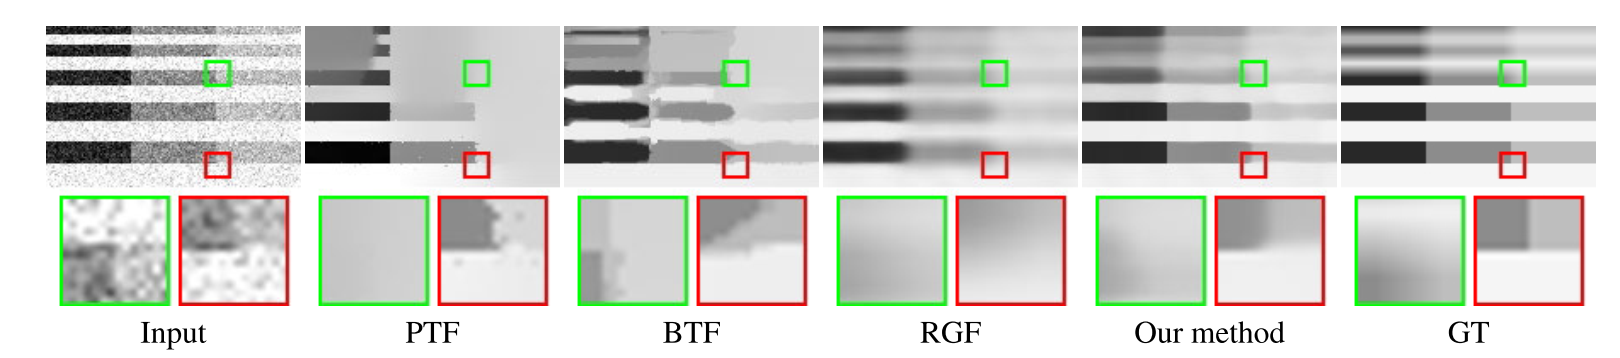 Input PTF BTF RGF Our method GT